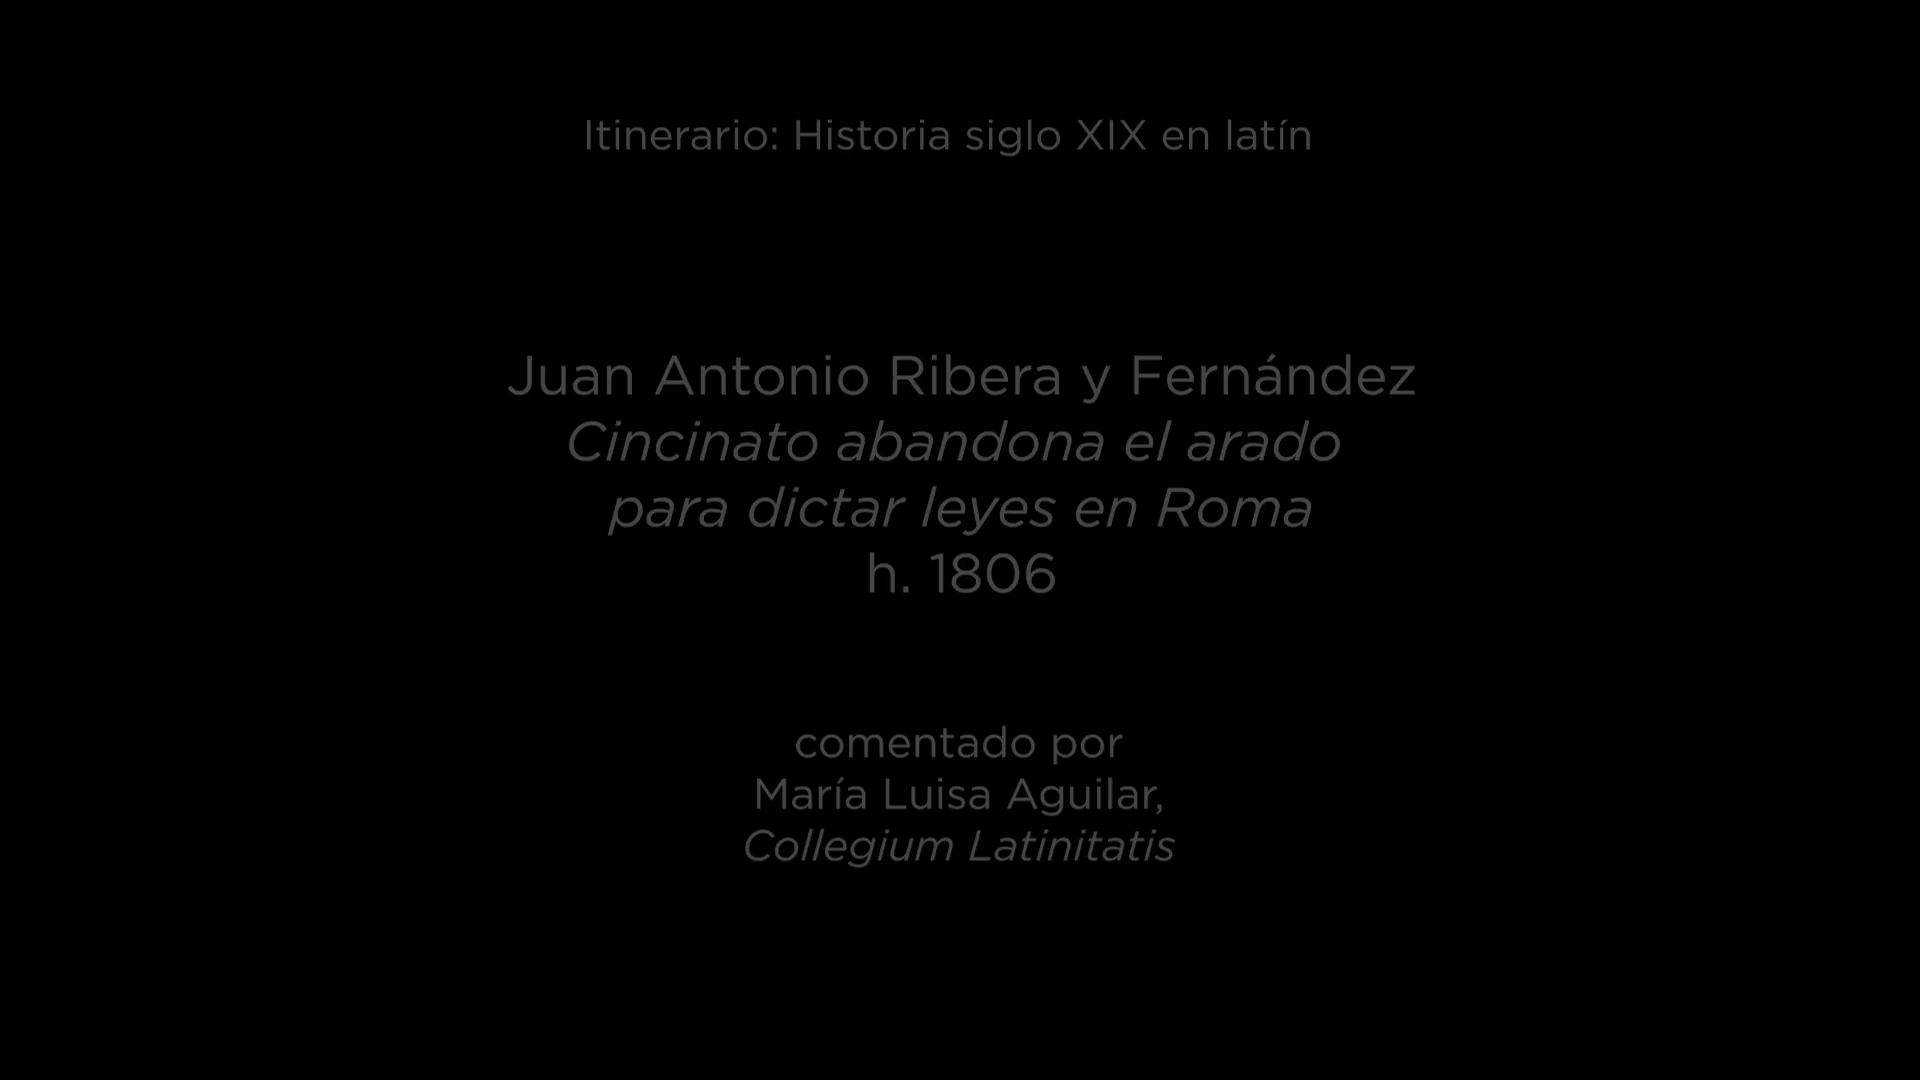 Itinerario: Historia siglo XIX en latín
Juan Antonio Ribera y Fernández
Cincinato abandona el arado
para dictar leyes en Roma
h. 1806
comentado por
María Luisa Aguilar,
Collegium Latinitatis